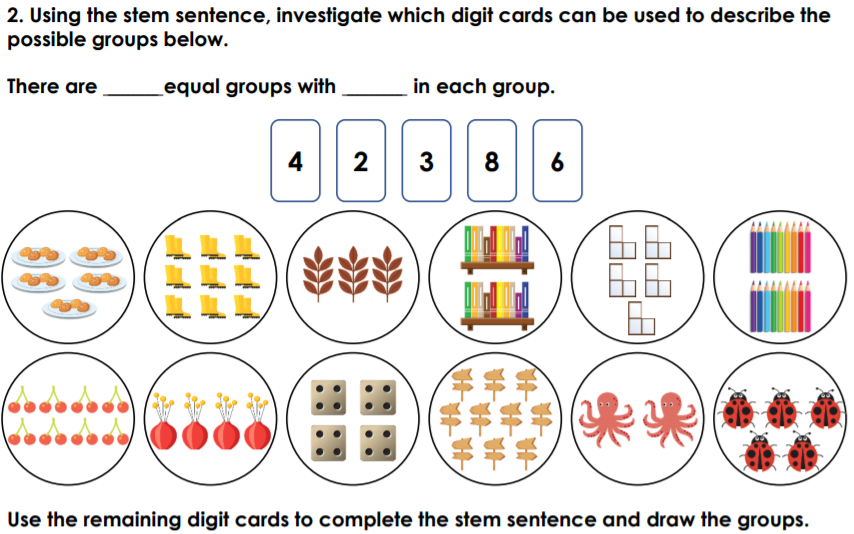 2. Using the stem sentence, investigate which digit cards can be used to describe the
possible groups below.
There are ______equal groups with ______ in each group.
4 2 3 8 6
Use the remaining digit cards to complete the stem sentence and draw the groups.